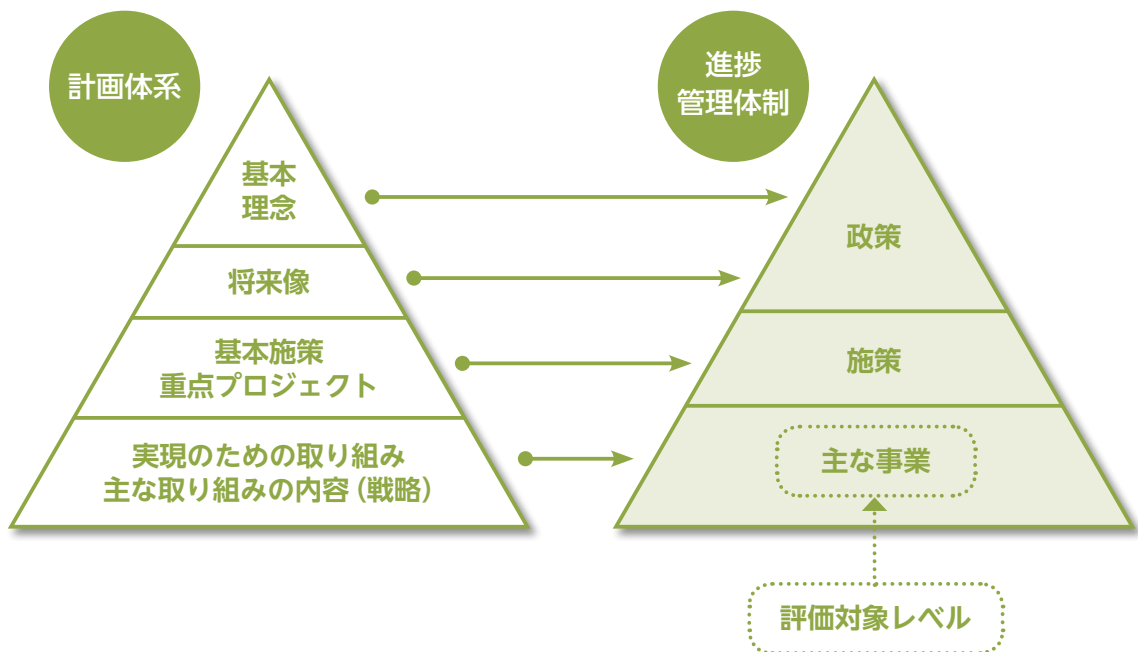 計画体系
進捗
管理体制
基本
理念
将来像
基本施策
重点プロジェクト
実現のための取り組み
主な取り組みの内容（戦略）
政策
施策
主な事業
評価対象レベル